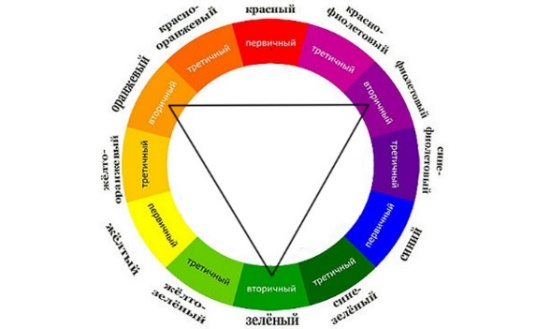 красный
первичный
красно-
фиолетовый
третичный
фиолетовый
вторичный
сине-
фиолетовый
третичный
синий
первичный
сине-
зелёный
третичный
зелёный
вторичный
жёлто-
зелёный
третичный
жёлтый
первичный
жёлто-
оранжевый
третичный
оранжевый
вторичный
красно-
оранжевый
третичный